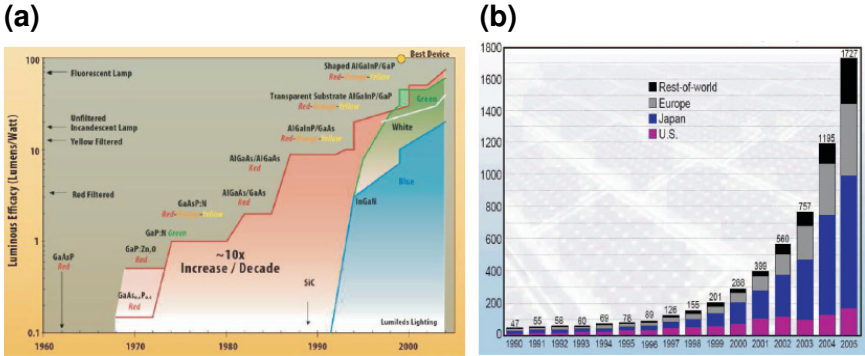 (a)
Best Device
100
Fluorescent Lamp
Shaped AlGaInP/GaP
Red-Orange-Yellow
Transparent Substrate AlGaInP/GaP
Red-Orange-Yellow
Green
Unfiltered
Incandescent Lamp
Yellow Filtered
AlGaInP/GaAs
Red-Orange-Yellow
White
10
AlGaAs/AlGaAs
Red
Red Filtered
AlGaAs/GaAs
Red
Blue
GaAsP:N
Red-Orange-Yellow
InGaN
GaP:N Green
1
GaAsP
Red
GaP:Zn,O
Red
~10x
Increase / Decade
SiC
Red
Lumileds Lighting
0.1
Luminous Efficacy (Lumens/Watt)
1960
1970
1980
1990
2000
(b)
1800
1600
1400
1200
1000
800
600
400
200
0
Rest-of-world
Europe
Japan
U.S.
47
55
58
60
69
78
89
126
155
201
288
399
560
757
1195
1727
1990 1991 1992 1993 1994 1995 1996 1997 1998 1999 2000 2001 2002 2003 2004 2005